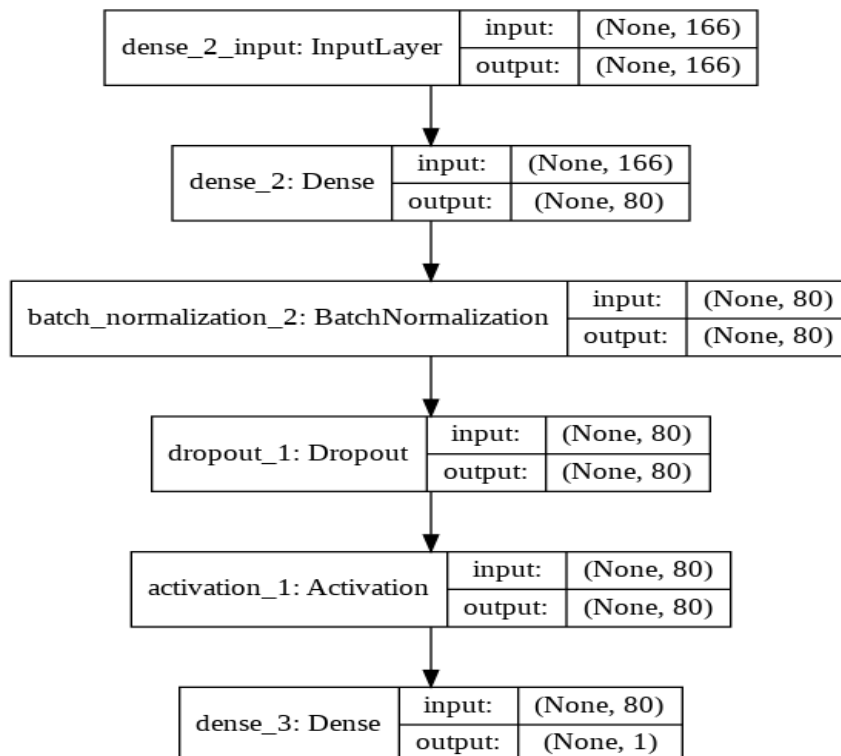 dense_2_input: InputLayer
input: (None, 166)
output: (None, 166)
dense_2: Dense
input: (None, 166)
output: (None, 80)
batch_normalization_2: BatchNormalization
input: (None, 80)
output: (None, 80)
dropout_1: Dropout
input: (None, 80)
output: (None, 80)
activation_1: Activation
input: (None, 80)
output: (None, 80)
dense_3: Dense
input: (None, 80)
output: (None, 1)